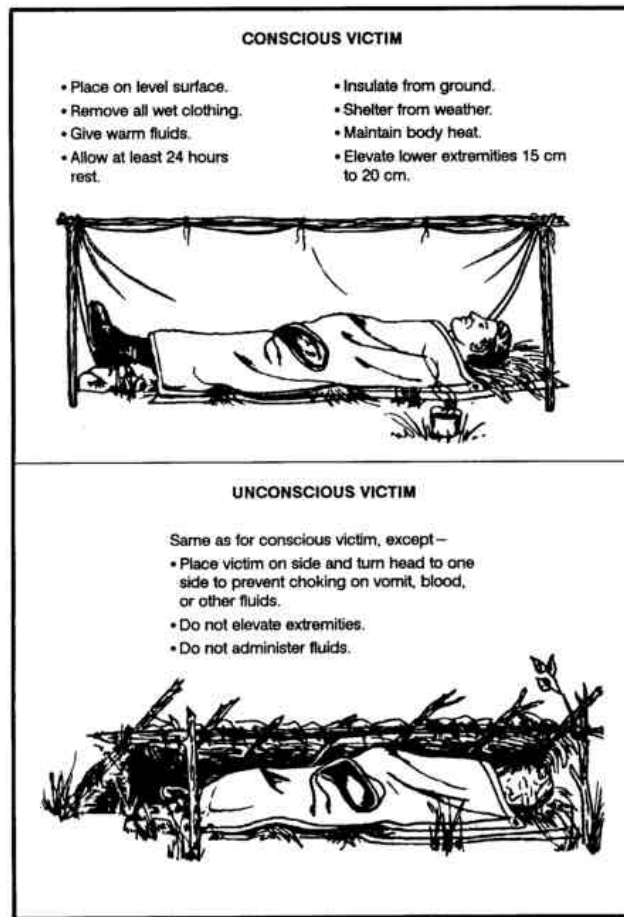 CONSCIOUS VICTIM
• Place on level surface.
• Remove all wet clothing.
• Give warm fluids.
• Allow at least 24 hours
rest.
• Insulate from ground.
• Shelter from weather.
• Maintain body heat.
• Elevate lower extremities 15 cm
to 20 cm.
UNCONSCIOUS VICTIM
Same as for conscious victim, except—
• Place victim on side and turn head to one
side to prevent choking on vomit, blood,
or other fluids.
• Do not elevate extremities.
• Do not administer fluids.